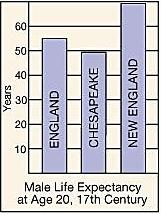 60
50
40
30
20
10
Years
ENGLAND
CHESAPEAKE
NEW ENGLAND
Male Life Expectancy
at Age 20, 17th Century